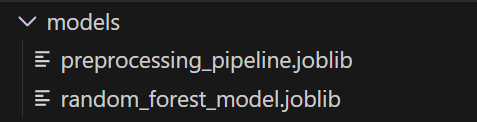 models
preprocessing_pipeline.joblib
random_forest_model.joblib